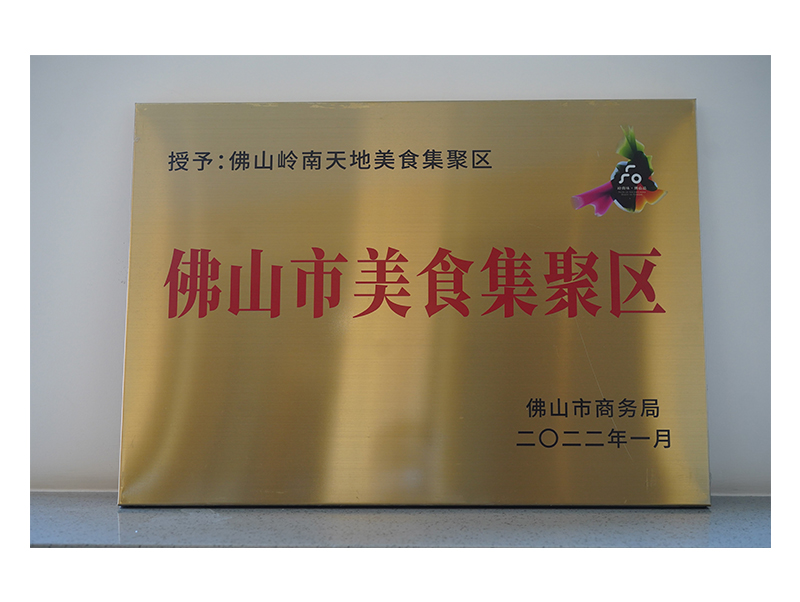 授予:佛山岭南天地美食集聚区
佛山市美食集聚区
佛山市商务局
二〇二二年一月